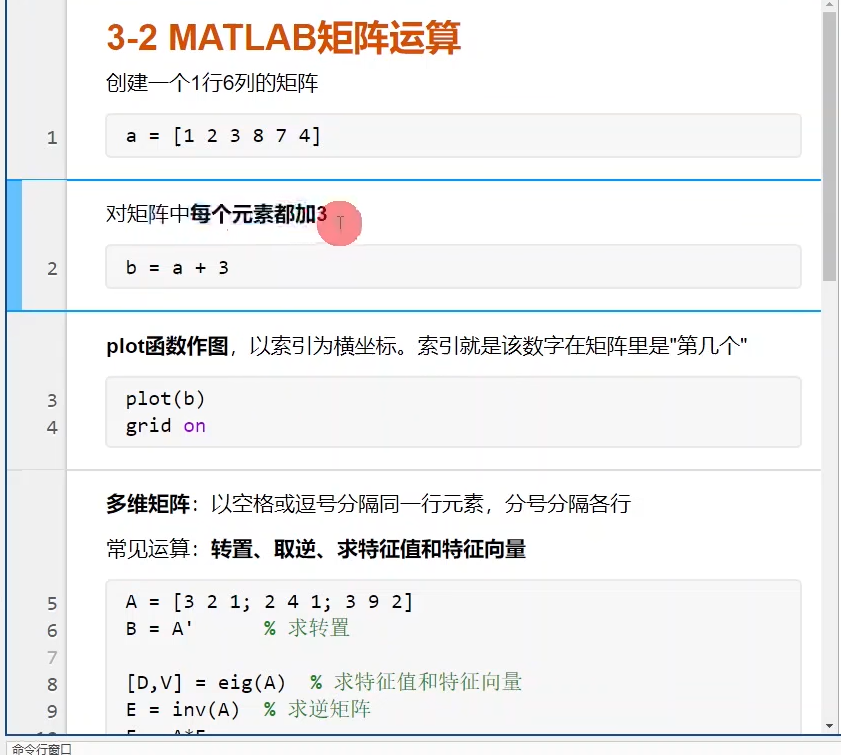 3-2 MATLAB矩阵运算
创建一个1行6列的矩阵
1 a = [1 2 3 8 7 4]
对矩阵中每个元素都加3
2 b = a + 3
plot函数作图，以索引为横坐标。索引就是该数字在矩阵里是"第几个"
3 plot(b)
4 grid on
多维矩阵：以空格或逗号分隔同一行元素，分号分隔各行
常见运算：转置、取逆、求特征值和特征向量
5 A = [3 2 1; 2 4 1; 3 9 2]
6 B = A' % 求转置
7
8 [D,V] = eig(A) % 求特征值和特征向量
9 E = inv(A) % 求逆矩阵
命令行窗口